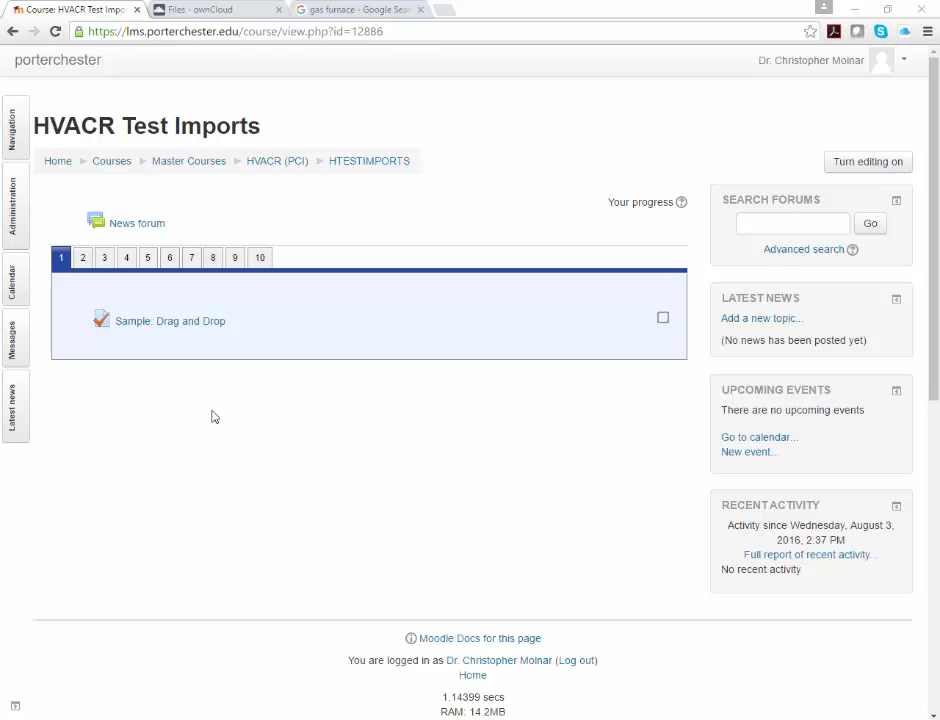 Course: HVACR Test Impor
Files - ownCloud
gas furnace - Google Sear
https://lms.porterchester.edu/course/view.php?id=12886
porterchester
Dr. Christopher Molnar
Navigation
Administration
Calendar
Messages
Latest news
HVACR Test Imports
Home
Courses
Master Courses
HVACR (PCI)
HTESTIMPORTS
Turn editing on
Your progress
News forum
1 2 3 4 5 6 7 8 9 10
Sample: Drag and Drop
SEARCH FORUMS
Go
Advanced search
LATEST NEWS
Add a new topic...
(No news has been posted yet)
UPCOMING EVENTS
There are no upcoming events
Go to calendar...
New event...
RECENT ACTIVITY
Activity since Wednesday, August 3,
2016, 2:37 PM
Full report of recent activity...
No recent activity
Moodle Docs for this page
You are logged in as Dr. Christopher Molnar (Log out)
Home
1.14399 secs
RAM: 14.2MB